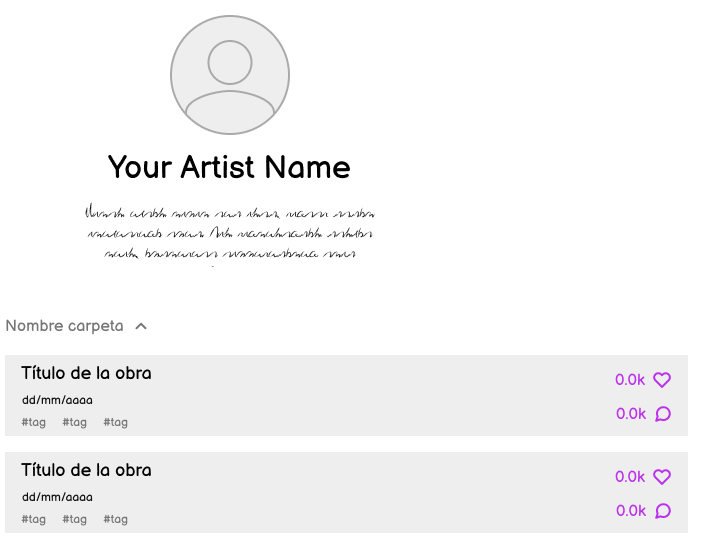 Your Artist Name
Nombre carpeta
Título de la obra
0.0k
dd/mm/aaaa
0.0k
#tag #tag #tag
Título de la obra
0.0k
dd/mm/aaaa
0.0k
#tag #tag #tag